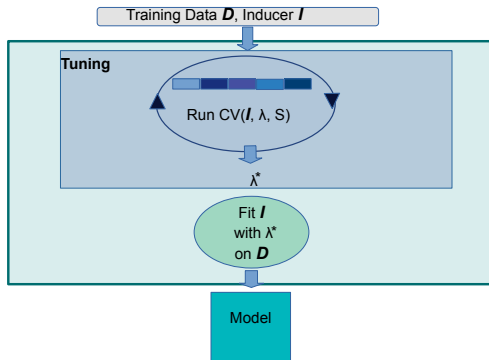 Training Data D, Inducer I
Tuning
Run CV(I, λ, S)
λ*
Fit I
with λ*
on D
Model